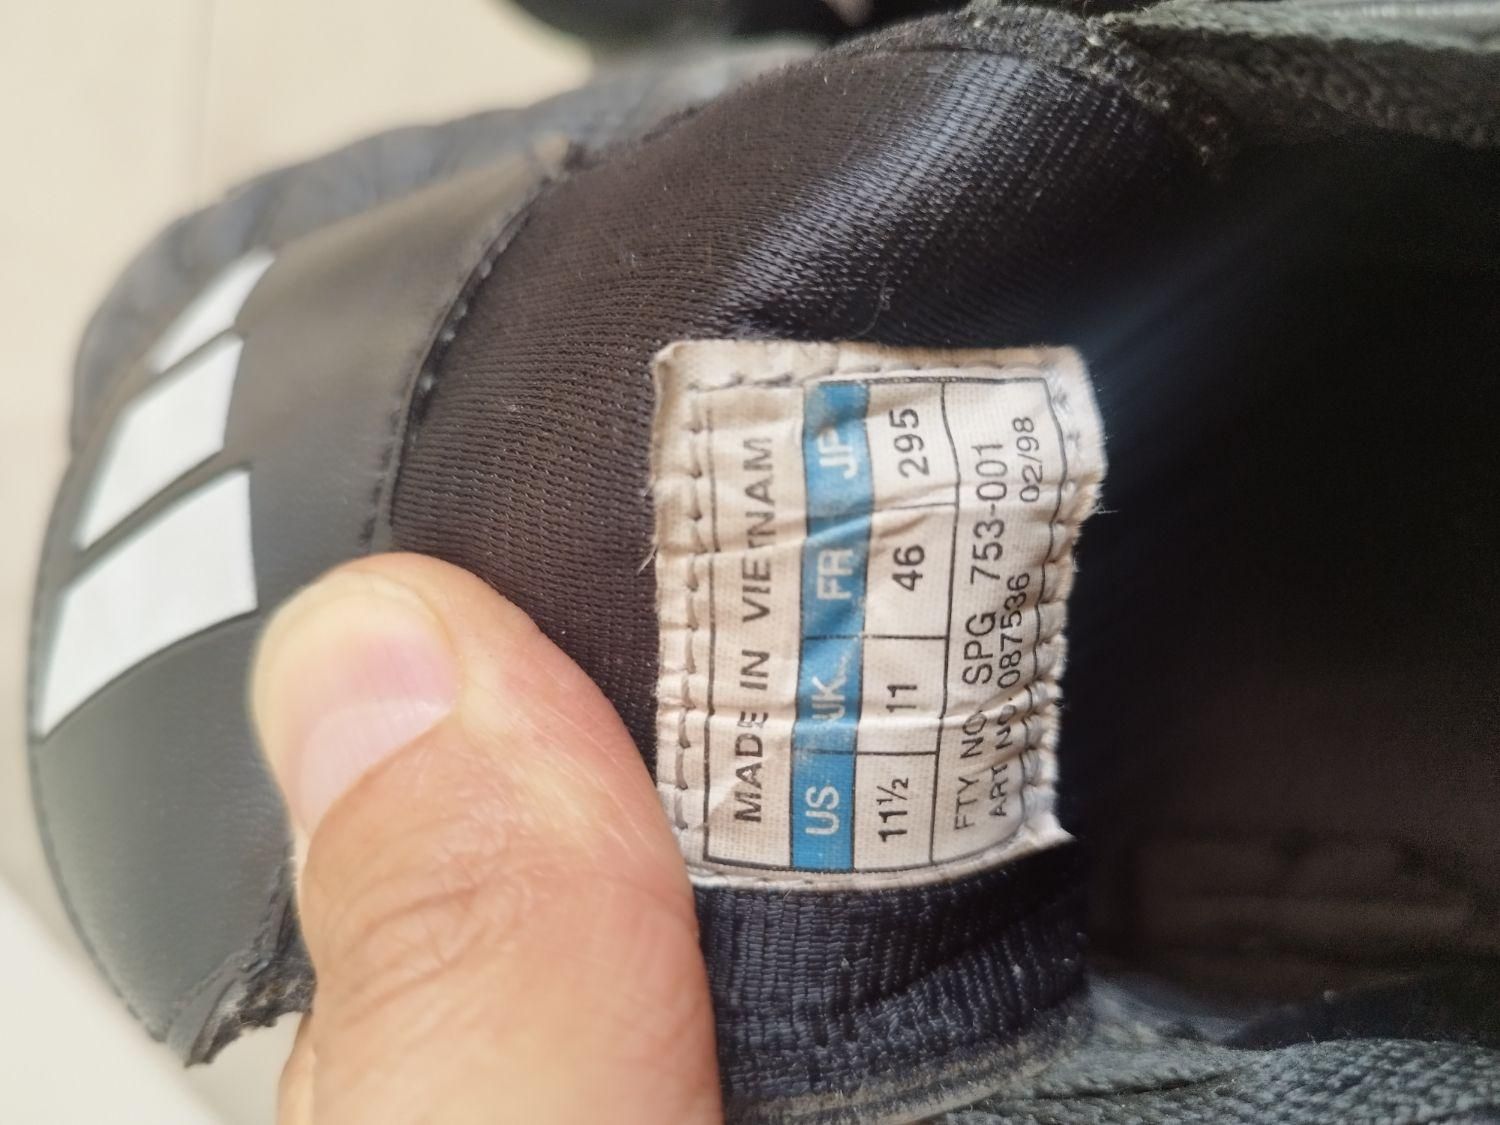 MADE IN VIETNAM
US UK FR JP
11½ 11 46 295
FTY NO. SPG 753-001
ART NO. 087536 02/98